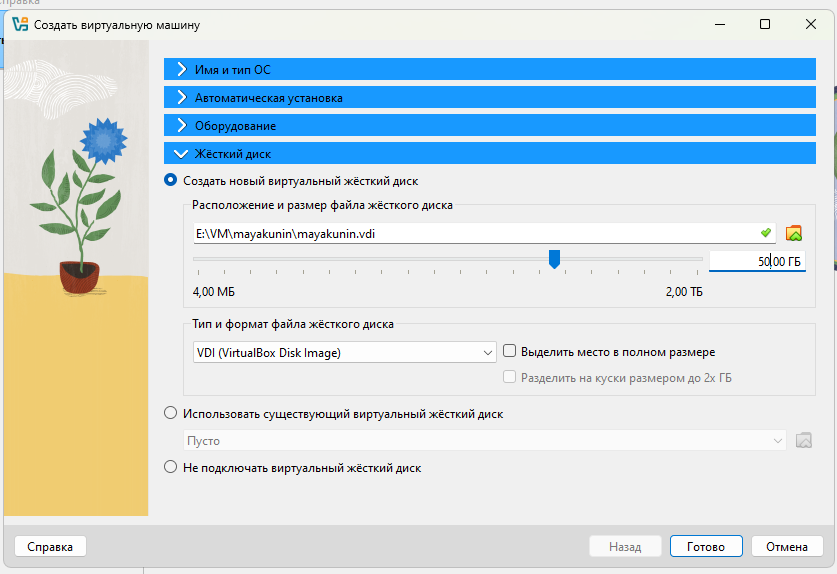 Создать виртуальную машину
Имя и тип ОС
Автоматическая установка
Оборудование
Жёсткий диск
Создать новый виртуальный жёсткий диск
Расположение и размер файла жёсткого диска
E:\VM\mayakunin\mayakunin.vdi
50,00 ГБ
4,00 МБ 2,00 ТБ
Тип и формат файла жёсткого диска
VDI (VirtualBox Disk Image) Выделить место в полном размере
Разделить на куски размером до 2х ГБ
Использовать существующий виртуальный жёсткий диск
Пусто
Не подключать виртуальный жёсткий диск
Справка Назад Готово Отмена